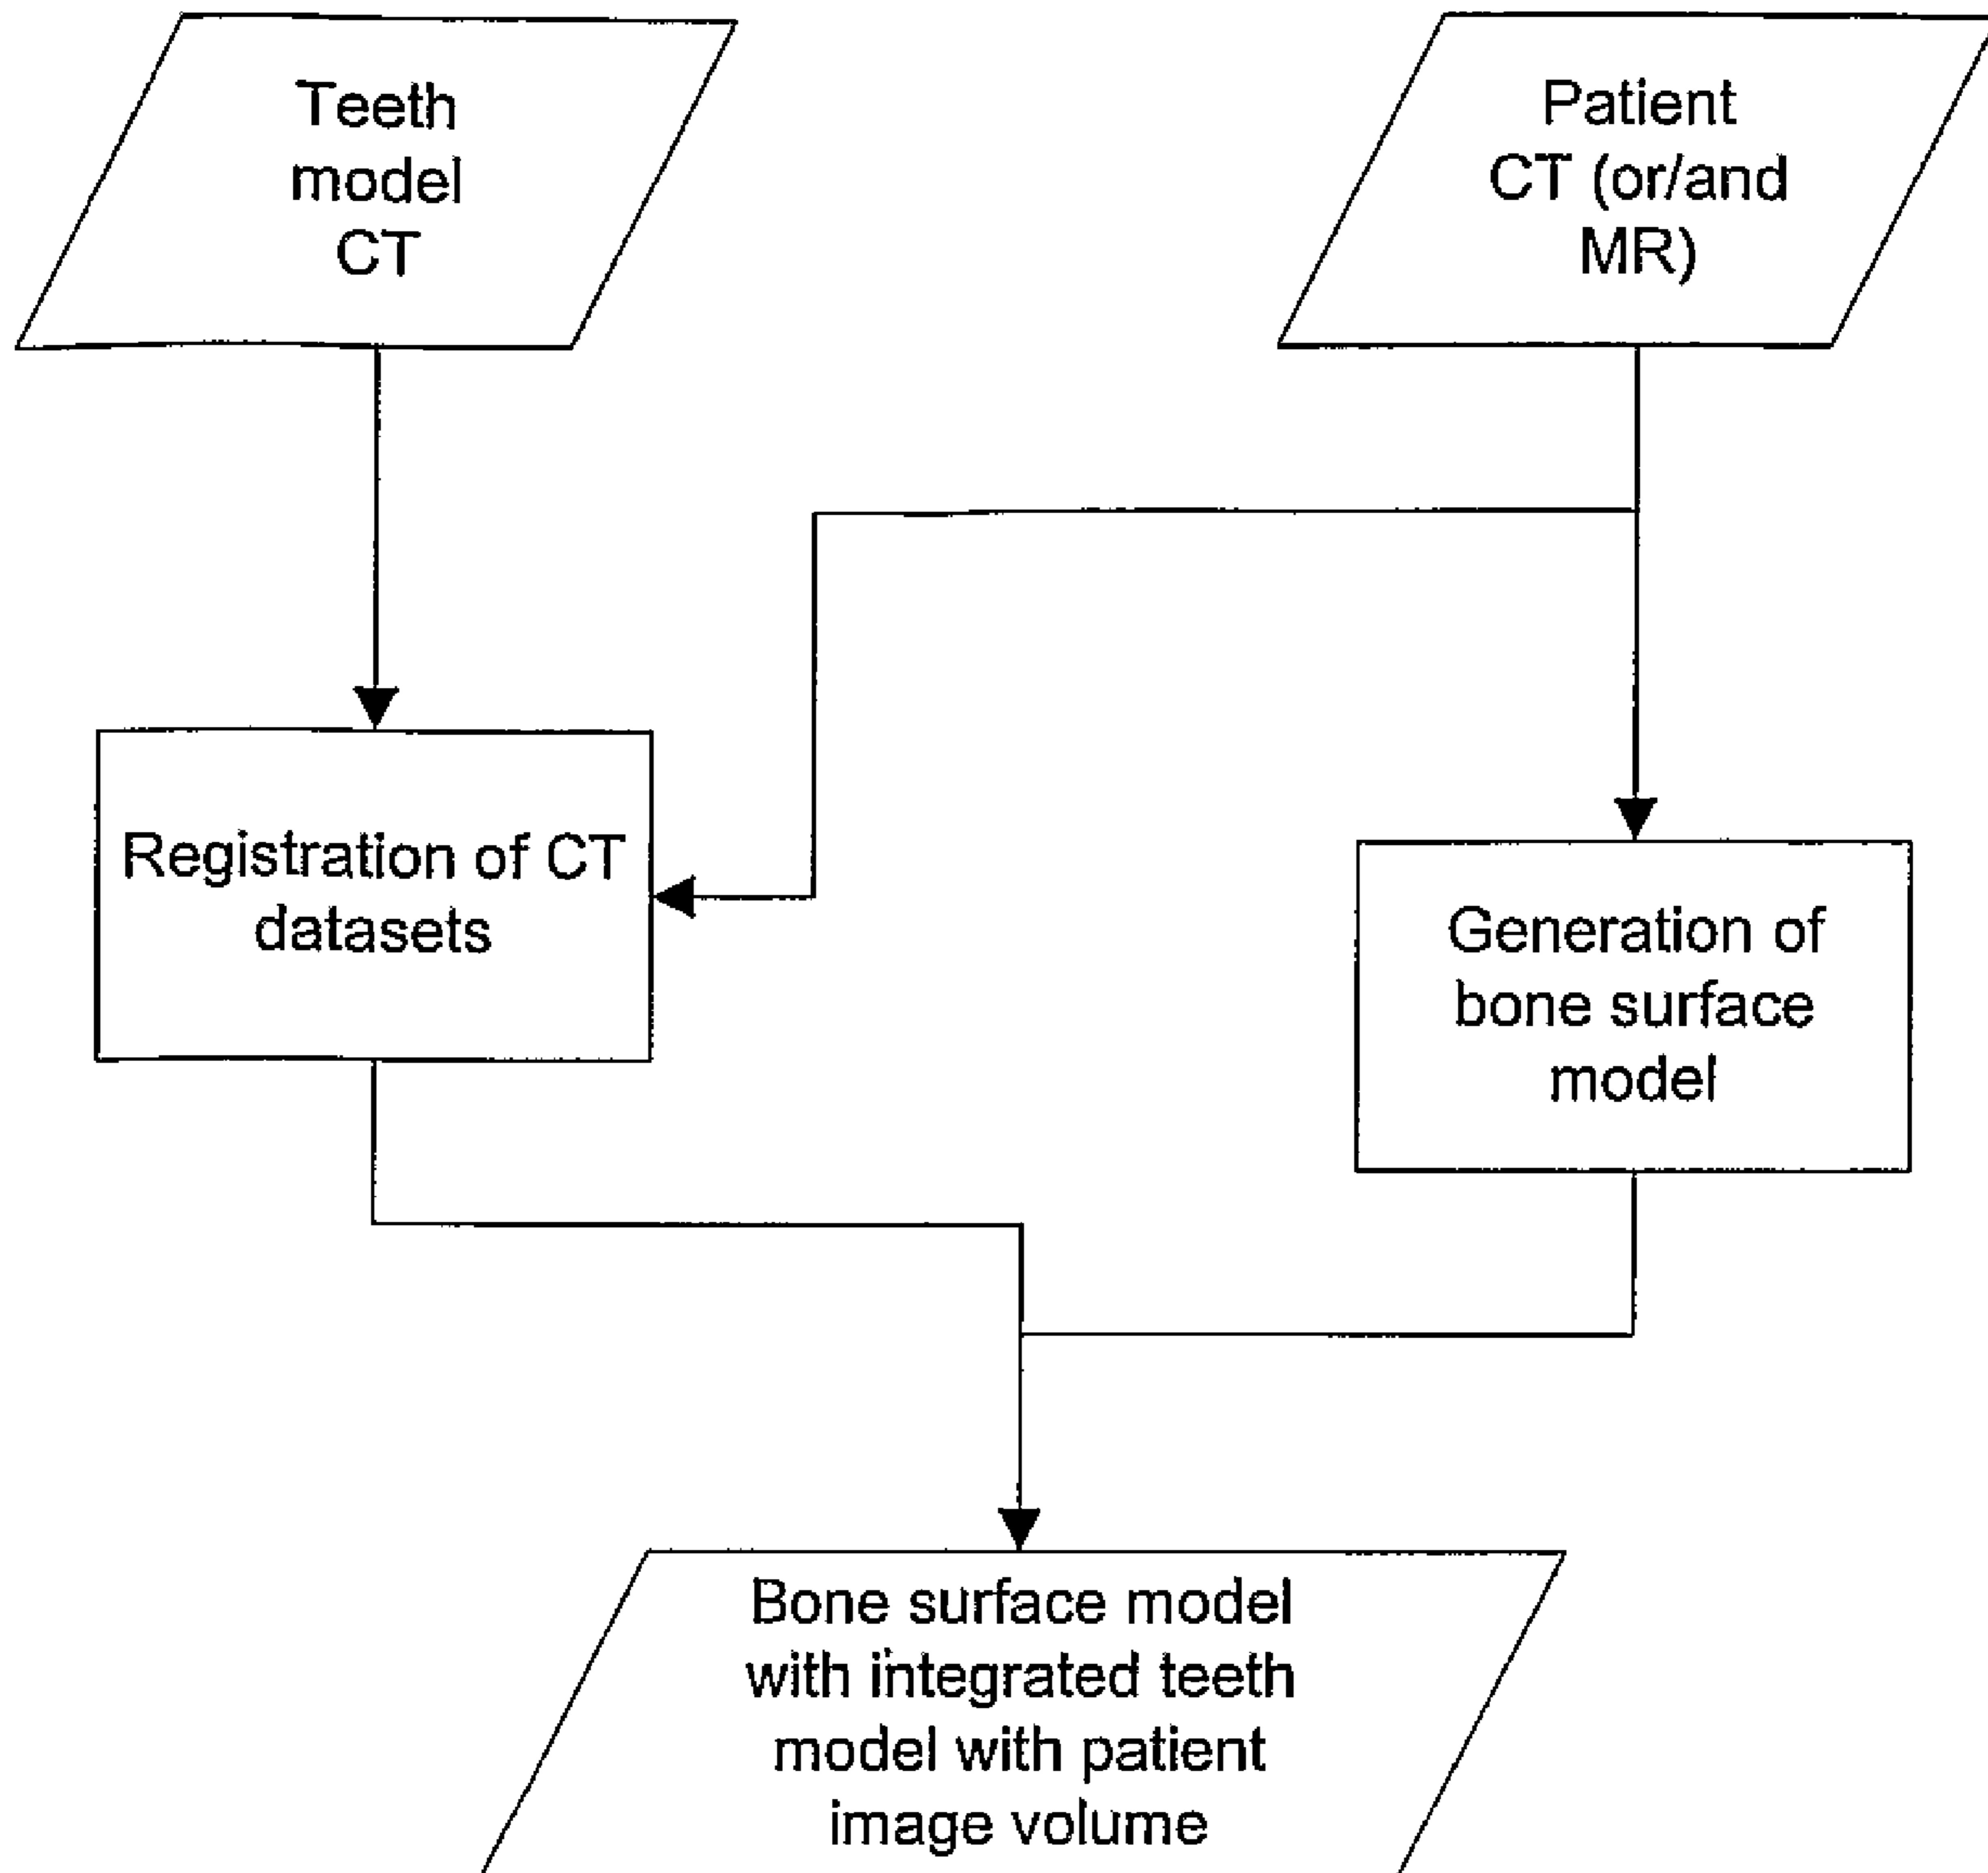 Teeth
model
CT
Patient
CT (or/and
MR)
Registration of CT
datasets
Generation of
bone surface
model
Bone surface model
with integrated teeth
model with patient
image volume